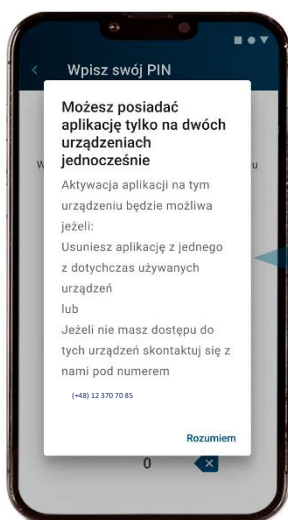 Wpisz swój PIN
Możesz posiadać
aplikację tylko na dwóch
urządzeniach
jednocześnie
W
u
Aktywacja aplikacji na tym
urządzeniu będzie możliwa
jeżeli:
Usuniesz aplikację z jednego
z dotychczas używanych
urządzeń
lub
Jeżeli nie masz dostępu do
tych urządzeń skontaktuj się z
nami pod numerem
(+48) 12 370 70 85
Rozumiem
0